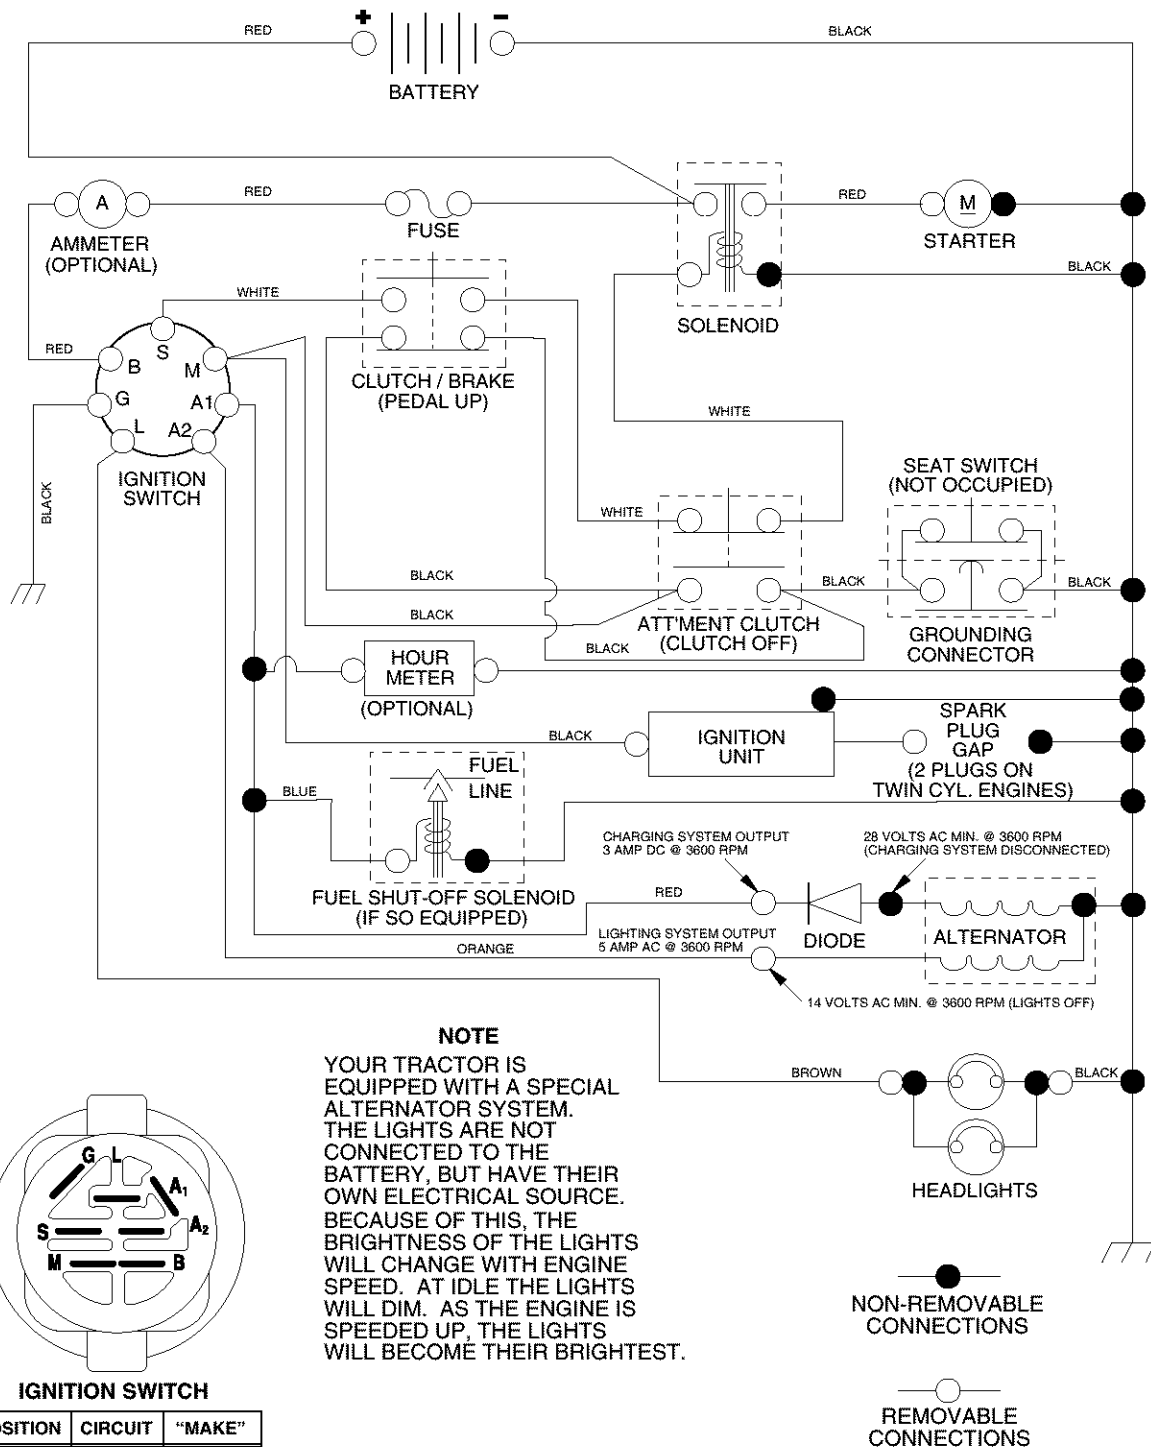 + −
RED
BLACK
BATTERY
A
RED
FUSE
RED
M
STARTER
AMMETER
(OPTIONAL)
BLACK
SOLENOID
WHITE
RED
S
B
M
G
A1
L
A2
IGNITION
SWITCH
CLUTCH / BRAKE
(PEDAL UP)
WHITE
BLACK
SEAT SWITCH
(NOT OCCUPIED)
WHITE
BLACK
BLACK
BLACK
BLACK
ATT'MENT CLUTCH
(CLUTCH OFF)
BLACK
GROUNDING
CONNECTOR
HOUR
METER
(OPTIONAL)
BLACK
IGNITION
UNIT
SPARK
PLUG
GAP
(2 PLUGS ON
TWIN CYL. ENGINES)
FUEL
LINE
BLUE
FUEL SHUT-OFF SOLENOID
(IF SO EQUIPPED)
CHARGING SYSTEM OUTPUT
3 AMP DC @ 3600 RPM
28 VOLTS AC MIN. @ 3600 RPM
(CHARGING SYSTEM DISCONNECTED)
RED
DIODE
ALTERNATOR
ORANGE
LIGHTING SYSTEM OUTPUT
5 AMP AC @ 3600 RPM
14 VOLTS AC MIN. @ 3600 RPM (LIGHTS OFF)
BROWN
BLACK
HEADLIGHTS
NOTE
YOUR TRACTOR IS
EQUIPPED WITH A SPECIAL
ALTERNATOR SYSTEM.
THE LIGHTS ARE NOT
CONNECTED TO THE
BATTERY, BUT HAVE THEIR
OWN ELECTRICAL SOURCE.
BECAUSE OF THIS, THE
BRIGHTNESS OF THE LIGHTS
WILL CHANGE WITH ENGINE
SPEED. AT IDLE THE LIGHTS
WILL DIM. AS THE ENGINE IS
SPEEDED UP, THE LIGHTS
WILL BECOME THEIR BRIGHTEST.
G L
A1
S
A2
M
B
IGNITION SWITCH
CIRCUIT "MAKE"
NON-REMOVABLE
CONNECTIONS
REMOVABLE
CONNECTIONS